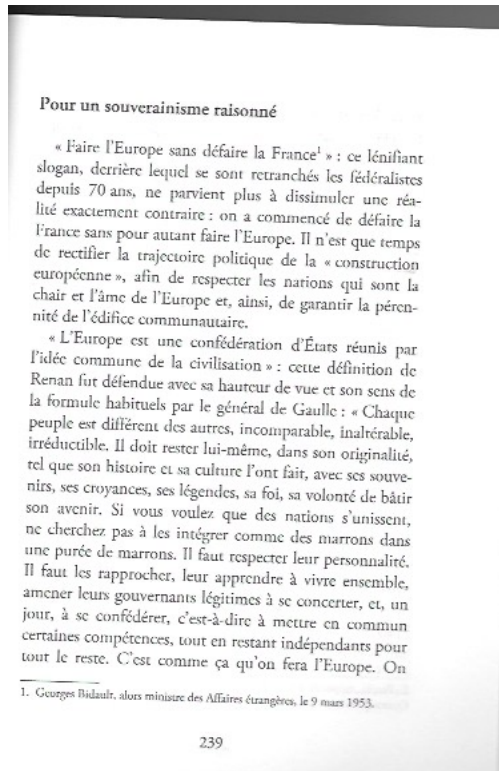 Pour un souverainisme raisonné
« Faire l'Europe sans défaire la France¹ » : ce lénifiant
slogan, derrière lequel se sont retranchés les fédéralistes
depuis 70 ans, ne parvient plus à dissimuler une réa-
lité exactement contraire : on a commencé de défaire la
France sans pour autant faire l'Europe. Il n'est que temps
de rectifier la trajectoire politique de la « construction
européenne », afin de respecter les nations qui sont la
chair et l'âme de l'Europe et, ainsi, de garantir la péren-
nité de l'édifice communautaire.
« L'Europe est une confédération d'États réunis par
l'idée commune de la civilisation » : cette définition de
Renan fut défendue avec sa hauteur de vue et son sens de
la formule habituels par le général de Gaulle : « Chaque
peuple est différent des autres, incomparable, inaltérable,
irréductible. Il doit rester lui-même, dans son originalité,
tel que son histoire et sa culture l'ont fait, avec ses souve-
nirs, ses croyances, ses légendes, sa foi, sa volonté de bâtir
son avenir. Si vous voulez que des nations s'unissent,
ne cherchez pas à les intégrer comme des marrons dans
une purée de marrons. Il faut respecter leur personnalité.
Il faut les rapprocher, leur apprendre à vivre ensemble,
amener leurs gouvernants légitimes à se concerter, et, un
jour, à se confédérer, c'est-à-dire à mettre en commun
certaines compétences, tout en restant indépendants pour
tout le reste. C'est comme ça qu'on fera l'Europe. On
1. Georges Bidault, alors ministre des Affaires étrangères, le 9 mars 1953.
239